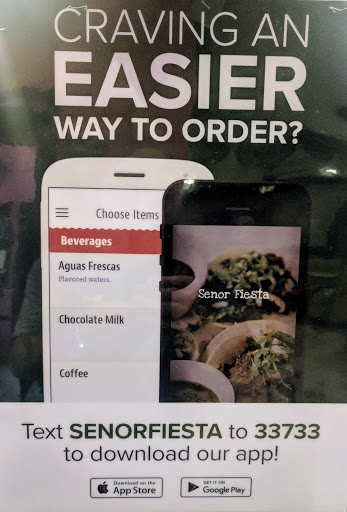 CRAVING AN
EASIER
WAY TO ORDER?
Choose Items
Beverages
Aguas Frescas
Flavored waters.
Chocolate Milk
Coffee
Senor Fiesta
Text SENORFIESTA to 33733
to download our app!
Download on the
App Store
GET IT ON
Google Play